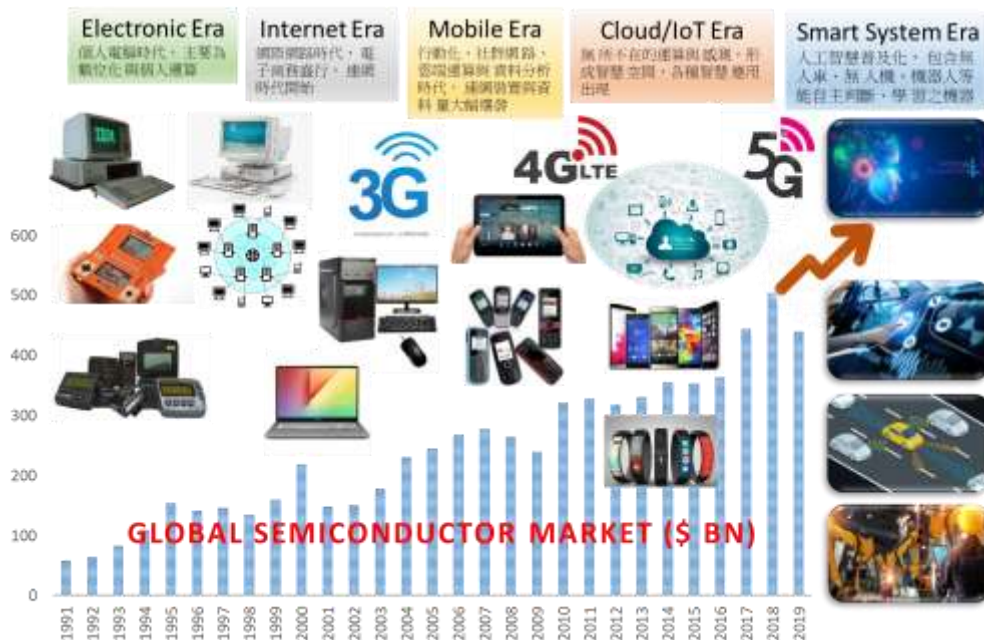 Electronic Era
個人電腦時代，主要為
數位化與個人運算
Internet Era
網際網路時代，電
子商務盛行，連網
時代開始
Mobile Era
行動化、社群網路、
雲端運算與資料分析
時代，連網裝置與資
料量大幅爆發
Cloud/IoT Era
無所不在的運算與感測，形
成智慧空間，各種智慧應用
出現
Smart System Era
人工智慧普及化，包含無
人車、無人機、機器人等
能自主判斷、學習之機器
3G
4G LTE
5G
600
500
400
300
200
100
0
GLOBAL SEMICONDUCTOR MARKET ($ BN)
1991
1992
1993
1994
1995
1996
1997
1998
1999
2000
2001
2002
2003
2004
2005
2006
2007
2008
2009
2010
2011
2012
2013
2014
2015
2016
2017
2018
2019